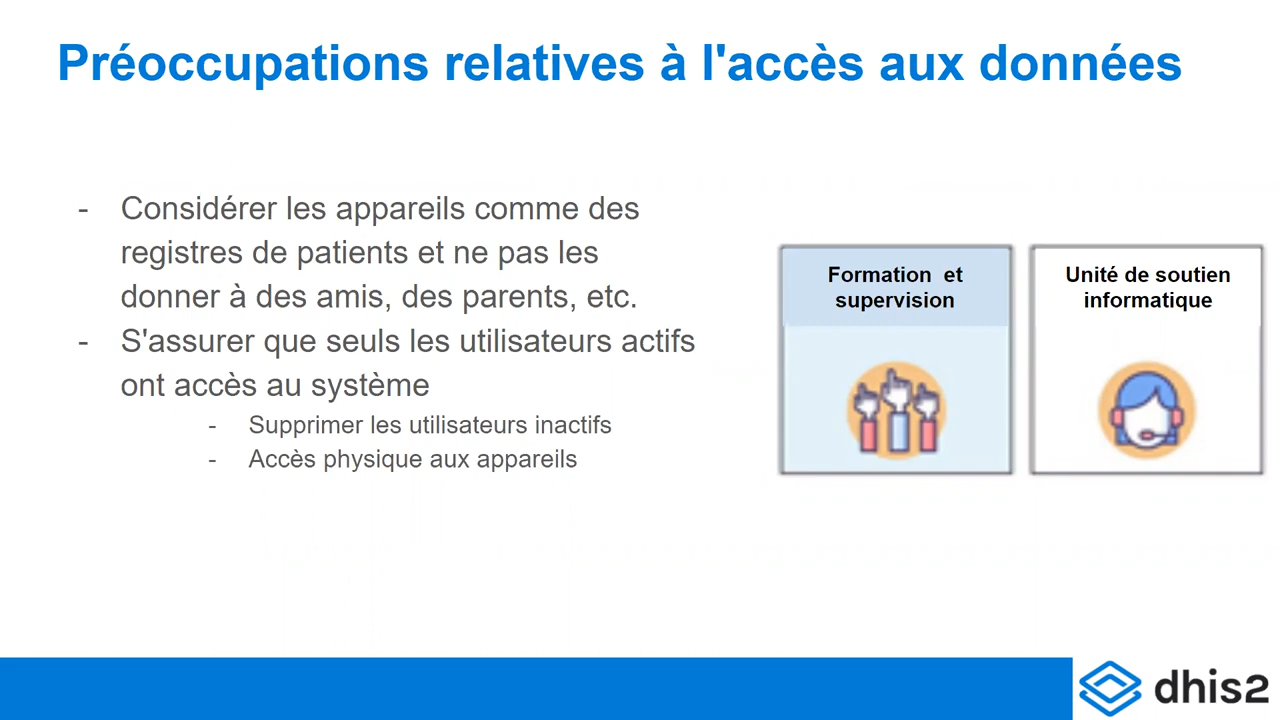 Préoccupations relatives à l'accès aux données
- Considérer les appareils comme des
registres de patients et ne pas les
donner à des amis, des parents, etc.
- S'assurer que seuls les utilisateurs actifs
ont accès au système
- Supprimer les utilisateurs inactifs
- Accès physique aux appareils
Formation et
supervision
Unité de soutien
informatique
dhis2